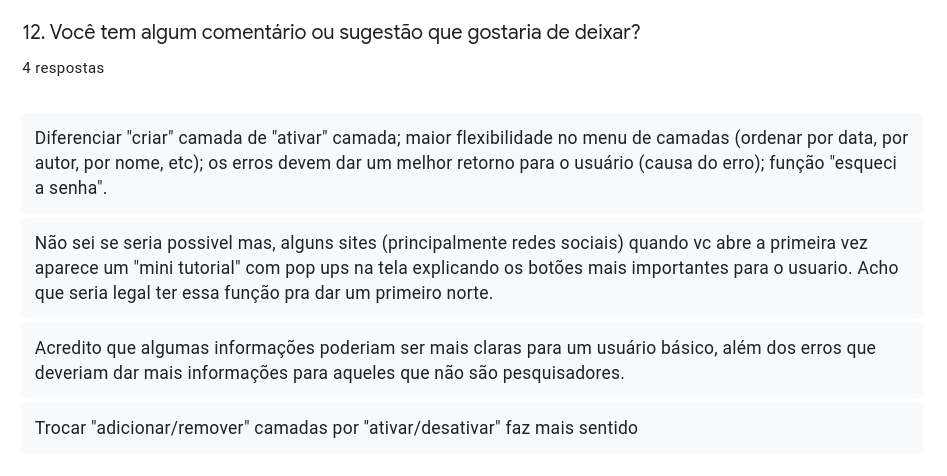 12. Você tem algum comentário ou sugestão que gostaria de deixar?
4 respostas
Diferenciar "criar" camada de "ativar" camada; maior flexibilidade no menu de camadas (ordenar por data, por
autor, por nome, etc); os erros devem dar um melhor retorno para o usuário (causa do erro); função "esqueci
a senha".
Não sei se seria possivel mas, alguns sites (principalmente redes sociais) quando vc abre a primeira vez
aparece um "mini tutorial" com pop ups na tela explicando os botões mais importantes para o usuario. Acho
que seria legal ter essa função pra dar um primeiro norte.
Acredito que algumas informações poderiam ser mais claras para um usuário básico, além dos erros que
deveriam dar mais informações para aqueles que não são pesquisadores.
Trocar "adicionar/remover" camadas por "ativar/desativar" faz mais sentido